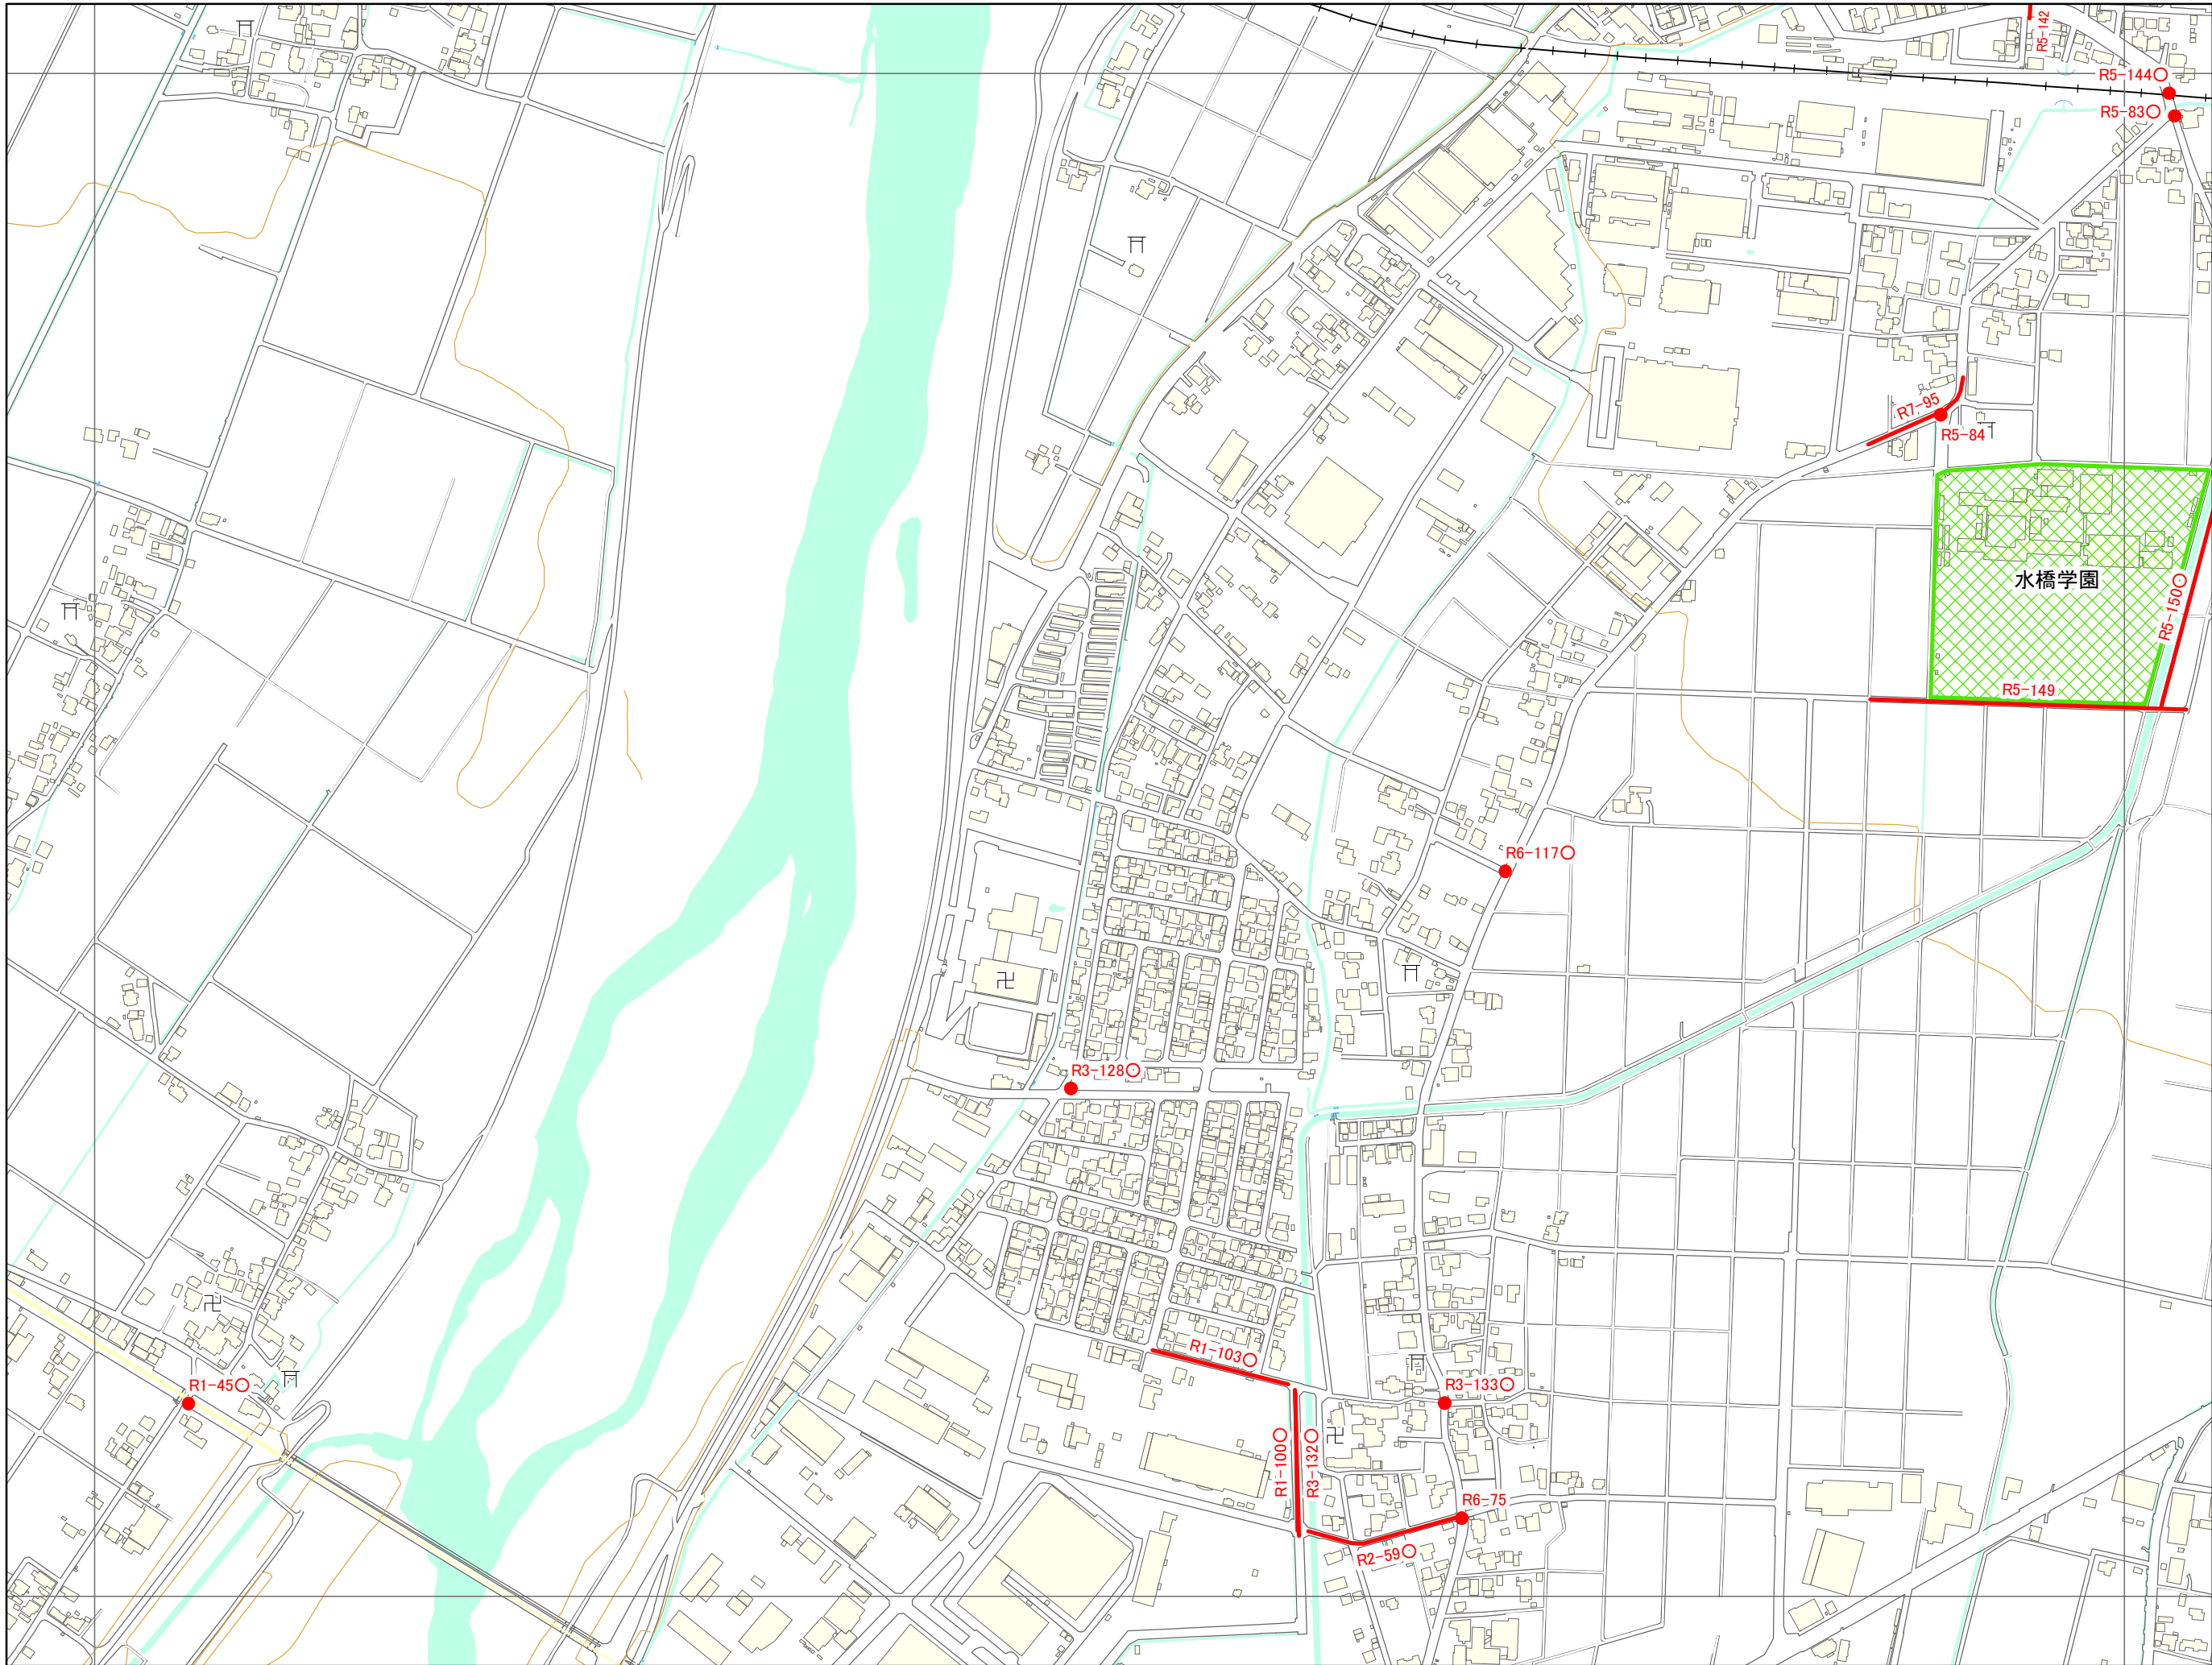 R5-142
R5-144○
R5-83○
R7-95
R5-84
水橋学園
R5-150○
R5-149
R6-117○
R3-128○
R1-103○
R1-45○
R3-133○
R1-100○
R3-132○
R6-75
R2-59○